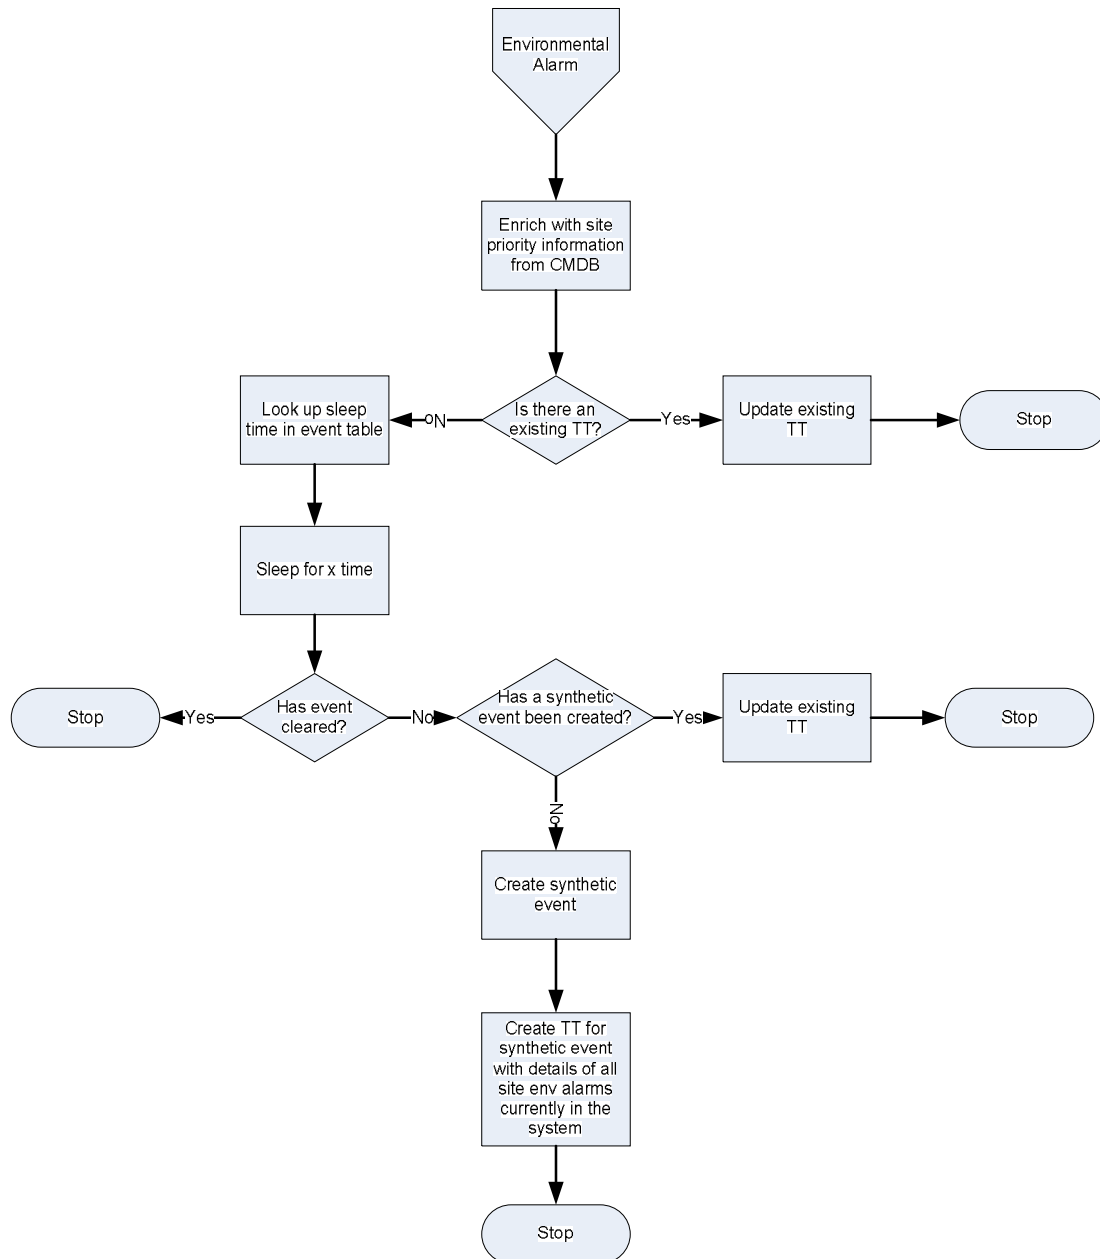 Environmental
Alarm
Enrich with site
priority information
from CMDB
Look up sleep
time in event table
No
Is there an
existing TT?
Yes
Update existing
TT
Stop
Sleep for x time
Stop
Yes
Has event
cleared?
No
Has a synthetic
event been created?
Yes
Update existing
TT
Stop
No
Create synthetic
event
Create TT for
synthetic event
with details of all
site env alarms
currently in the
system
Stop